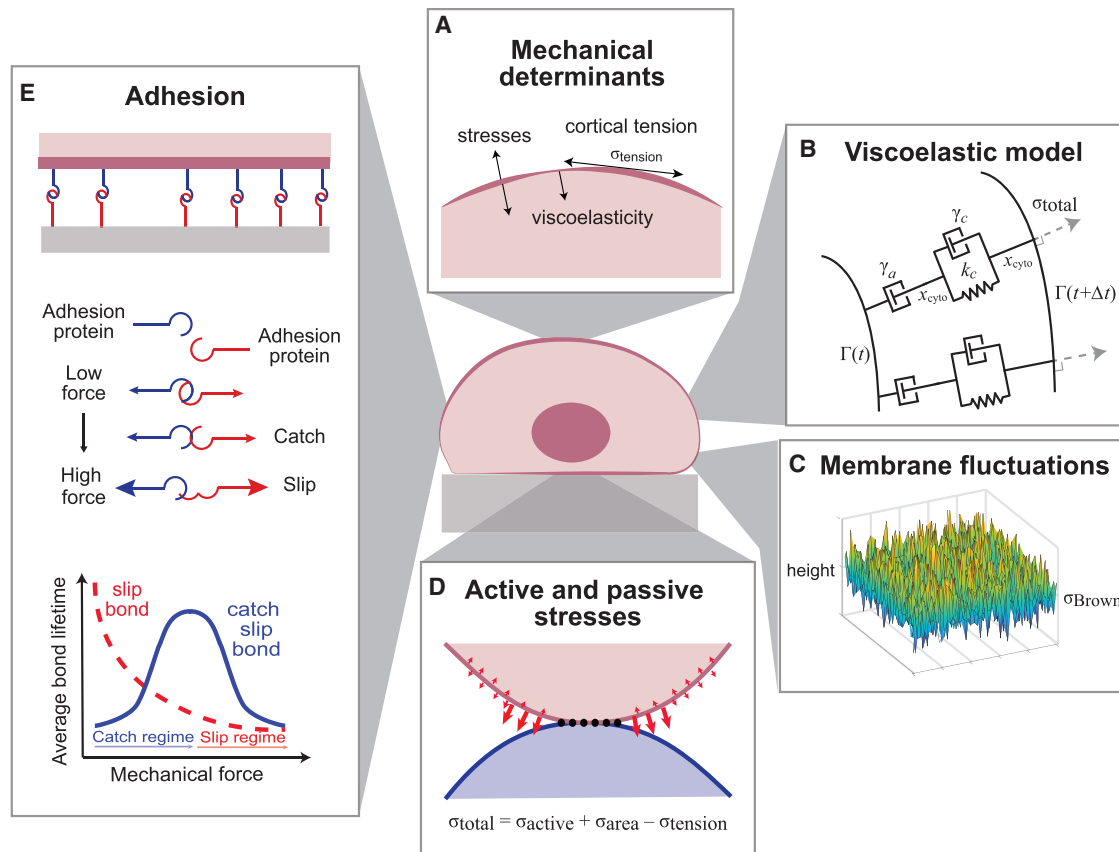 A
Mechanical
determinants
stresses
cortical tension
σtension
viscoelasticity
E
Adhesion
Adhesion
protein
Adhesion
protein
Low
force
Catch
High
force
Slip
Average bond lifetime
slip
bond
catch
slip
bond
Catch regime
Slip regime
Mechanical force
B
Viscoelastic model
σtotal
γc
γa
kc
xcyto
xcyto
Γ(t)
Γ(t+Δt)
C
Membrane fluctuations
height
σBrown
D
Active and passive
stresses
σtotal = σactive + σarea − σtension